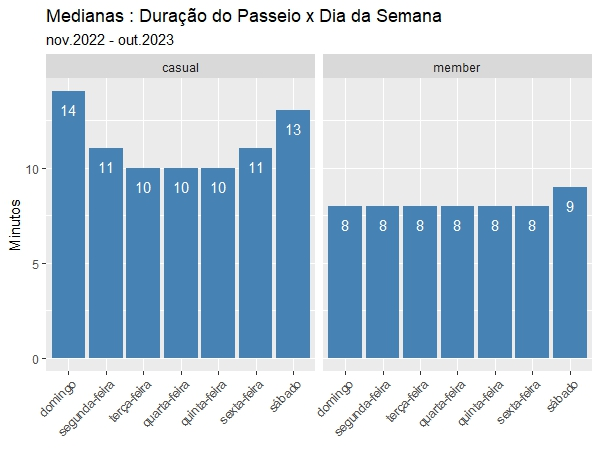 Medianas : Duração do Passeio x Dia da Semana
nov.2022 - out.2023
casual
member
Minutos
10
5
0
14
11
10
10
10
11
13
8
8
8
8
8
8
9
domingo
segunda-feira
terça-feira
quarta-feira
quinta-feira
sexta-feira
sábado
domingo
segunda-feira
terça-feira
quarta-feira
quinta-feira
sexta-feira
sábado